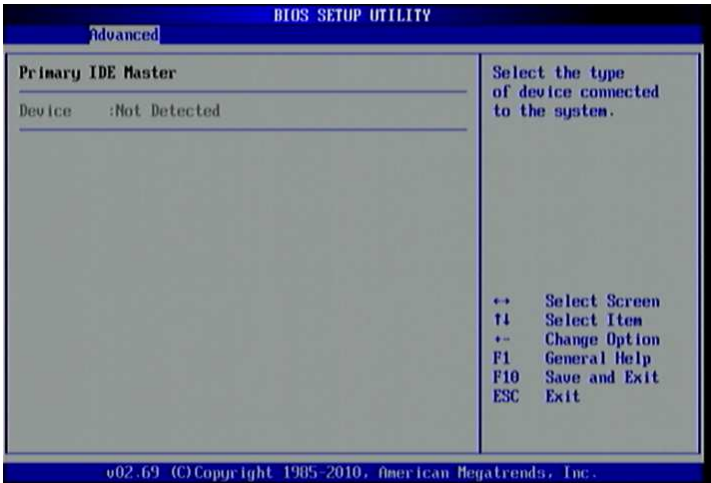 BIOS SETUP UTILITY
Advanced
Primary IDE Master
Device :Not Detected
Select the type
of device connected
to the system.
↔ Select Screen
↑↓ Select Item
+- Change Option
F1 General Help
F10 Save and Exit
ESC Exit
v02.69 (C)Copyright 1985-2010, American Megatrends, Inc.